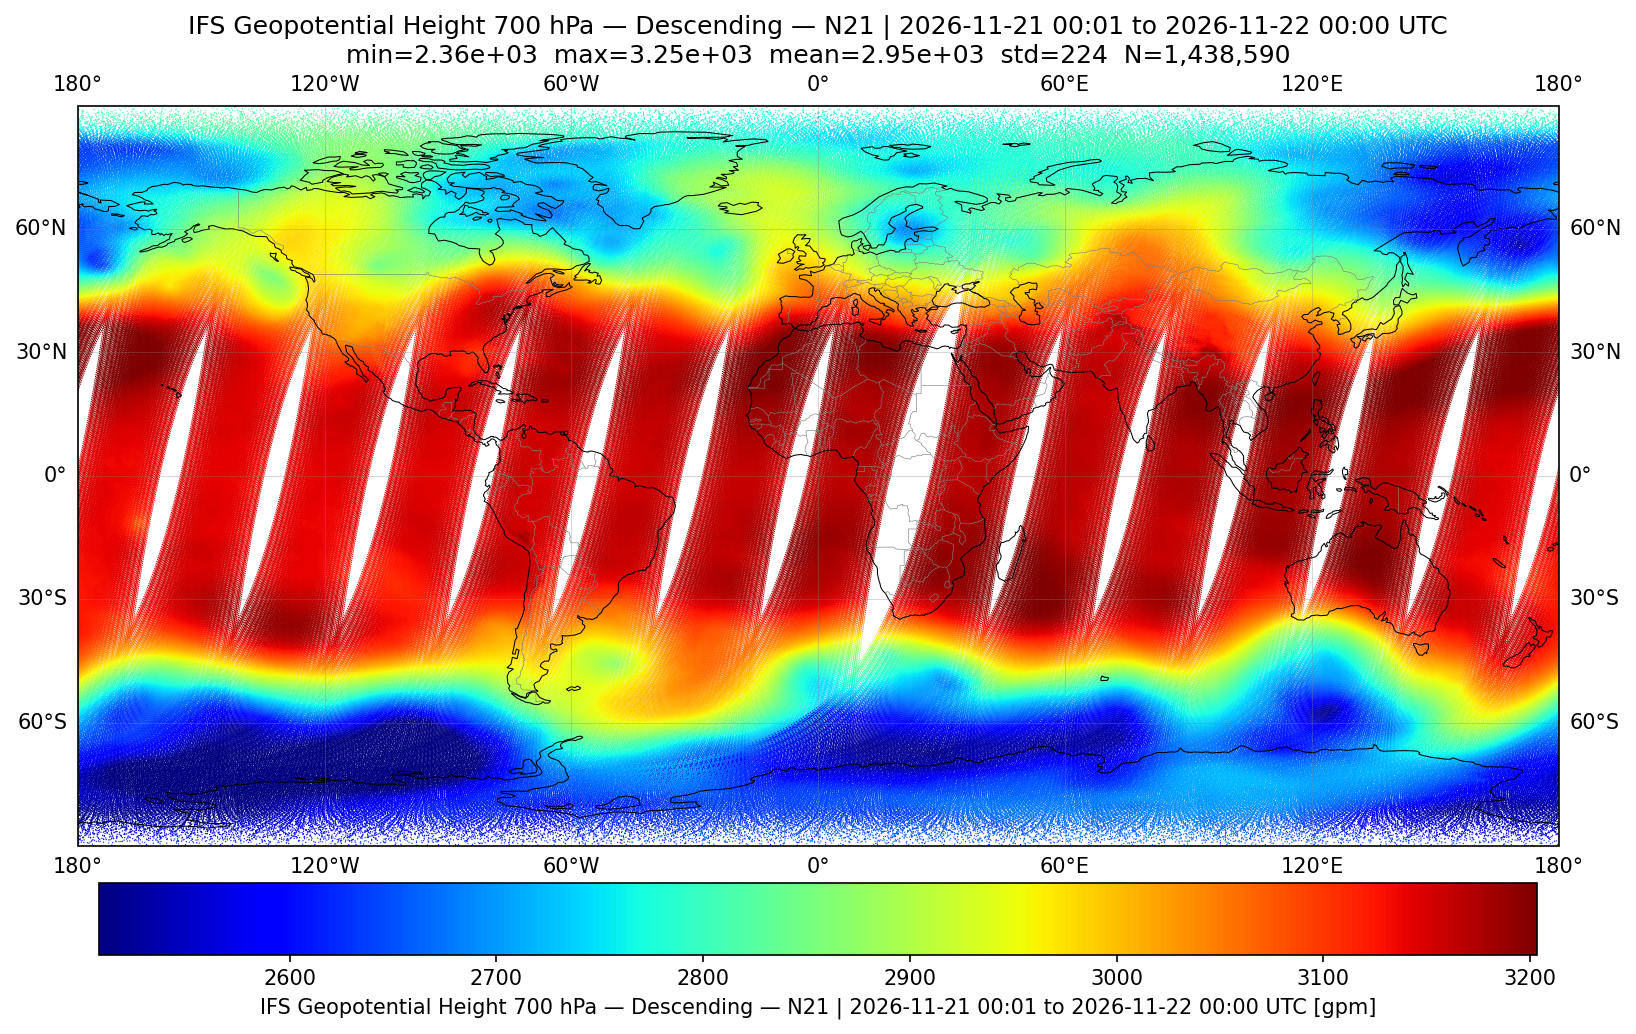 IFS Geopotential Height 700 hPa — Descending — N21 | 2026-11-21 00:01 to 2026-11-22 00:00 UTC
min=2.36e+03  max=3.25e+03  mean=2.95e+03  std=224  N=1,438,590
180° 120°W 60°W 0° 60°E 120°E 180°
60°N 60°N
30°N 30°N
0° 0°
30°S 30°S
60°S 60°S
180° 120°W 60°W 0° 60°E 120°E 180°
2600 2700 2800 2900 3000 3100 3200
IFS Geopotential Height 700 hPa — Descending — N21 | 2026-11-21 00:01 to 2026-11-22 00:00 UTC [gpm]